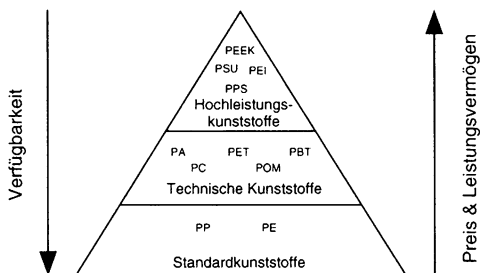 PEEK
PSU PEI
PPS
Hochleistungs-
kunststoffe
PA PET PBT
PC POM
Technische Kunststoffe
PP PE
Standardkunststoffe
Verfügbarkeit
Preis & Leistungsvermögen